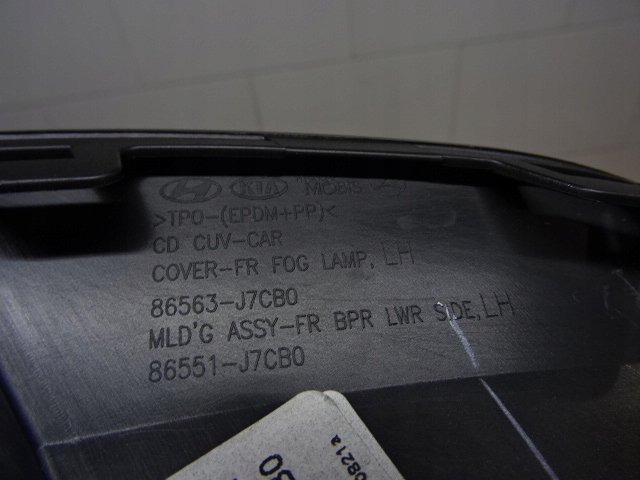 KIA MOBIS
>TPO-(EPDM+PP)<
CD CUV-CAR
COVER-FR FOG LAMP, LH
86563-J7CB0
MLD'G ASSY-FR BPR LWR SIDE, LH
86551-J7CB0